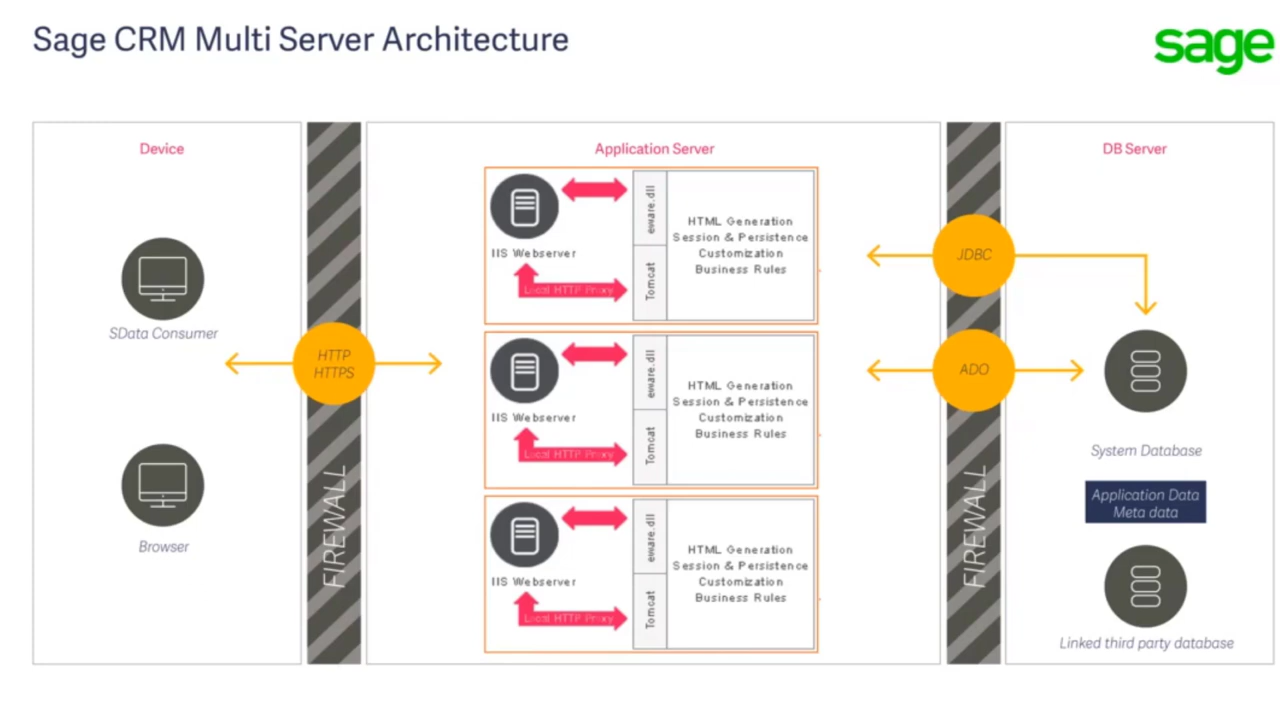 Sage CRM Multi Server Architecture
sage
Device
SData Consumer
Browser
HTTP
HTTPS
FIREWALL
Application Server
IIS Webserver
Local HTTP Proxy
eware.dll
Tomcat
HTML Generation
Session & Persistence
Customization
Business Rules
IIS Webserver
Local HTTP Proxy
eware.dll
Tomcat
HTML Generation
Session & Persistence
Customization
Business Rules
IIS Webserver
Local HTTP Proxy
eware.dll
Tomcat
HTML Generation
Session & Persistence
Customization
Business Rules
JDBC
ADO
FIREWALL
DB Server
System Database
Application Data
Meta data
Linked third party database